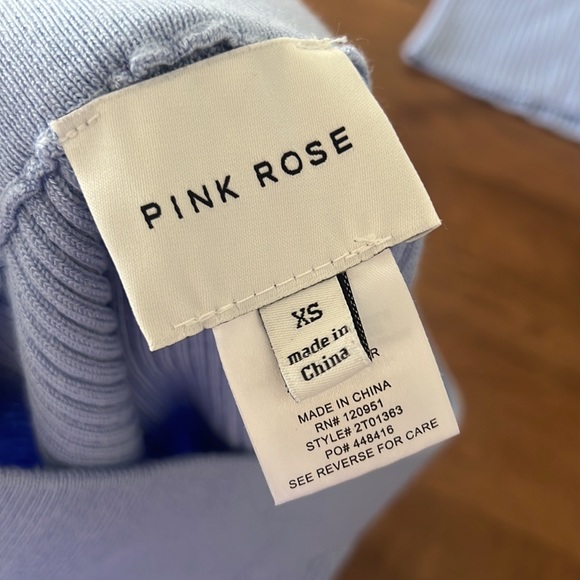 PINK ROSE
XS
made in
China
R
MADE IN CHINA
RN# 120951
STYLE# 2T01363
PO# 448416
SEE REVERSE FOR CARE